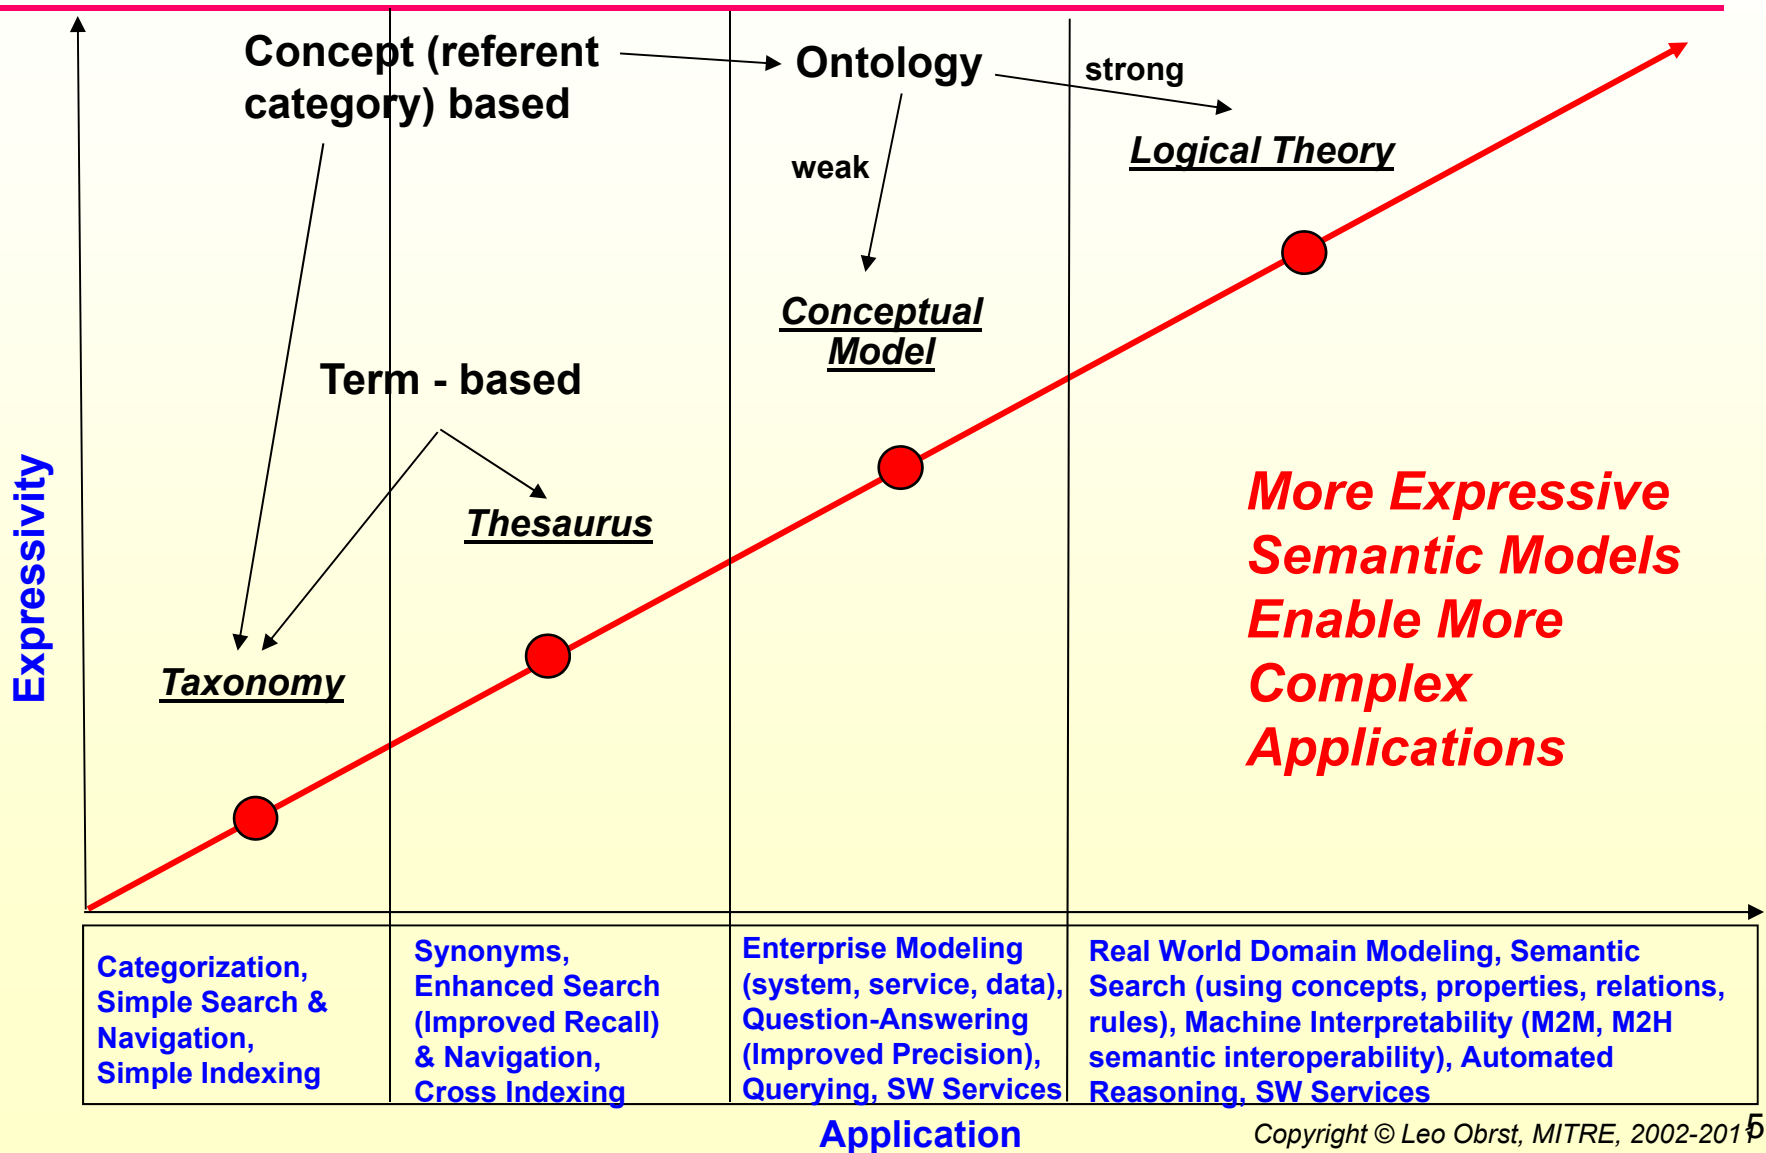 Concept (referent
category) based
Ontology
strong
weak
Logical Theory
Conceptual
Model
Term - based
Thesaurus
Taxonomy
Expressivity
More Expressive
Semantic Models
Enable More
Complex
Applications
Categorization,
Simple Search &
Navigation,
Simple Indexing
Synonyms,
Enhanced Search
(Improved Recall)
& Navigation,
Cross Indexing
Enterprise Modeling
(system, service, data),
Question-Answering
(Improved Precision),
Querying, SW Services
Real World Domain Modeling, Semantic
Search (using concepts, properties, relations,
rules), Machine Interpretability (M2M, M2H
semantic interoperability), Automated
Reasoning, SW Services
Application
Copyright © Leo Obrst, MITRE, 2002-2011